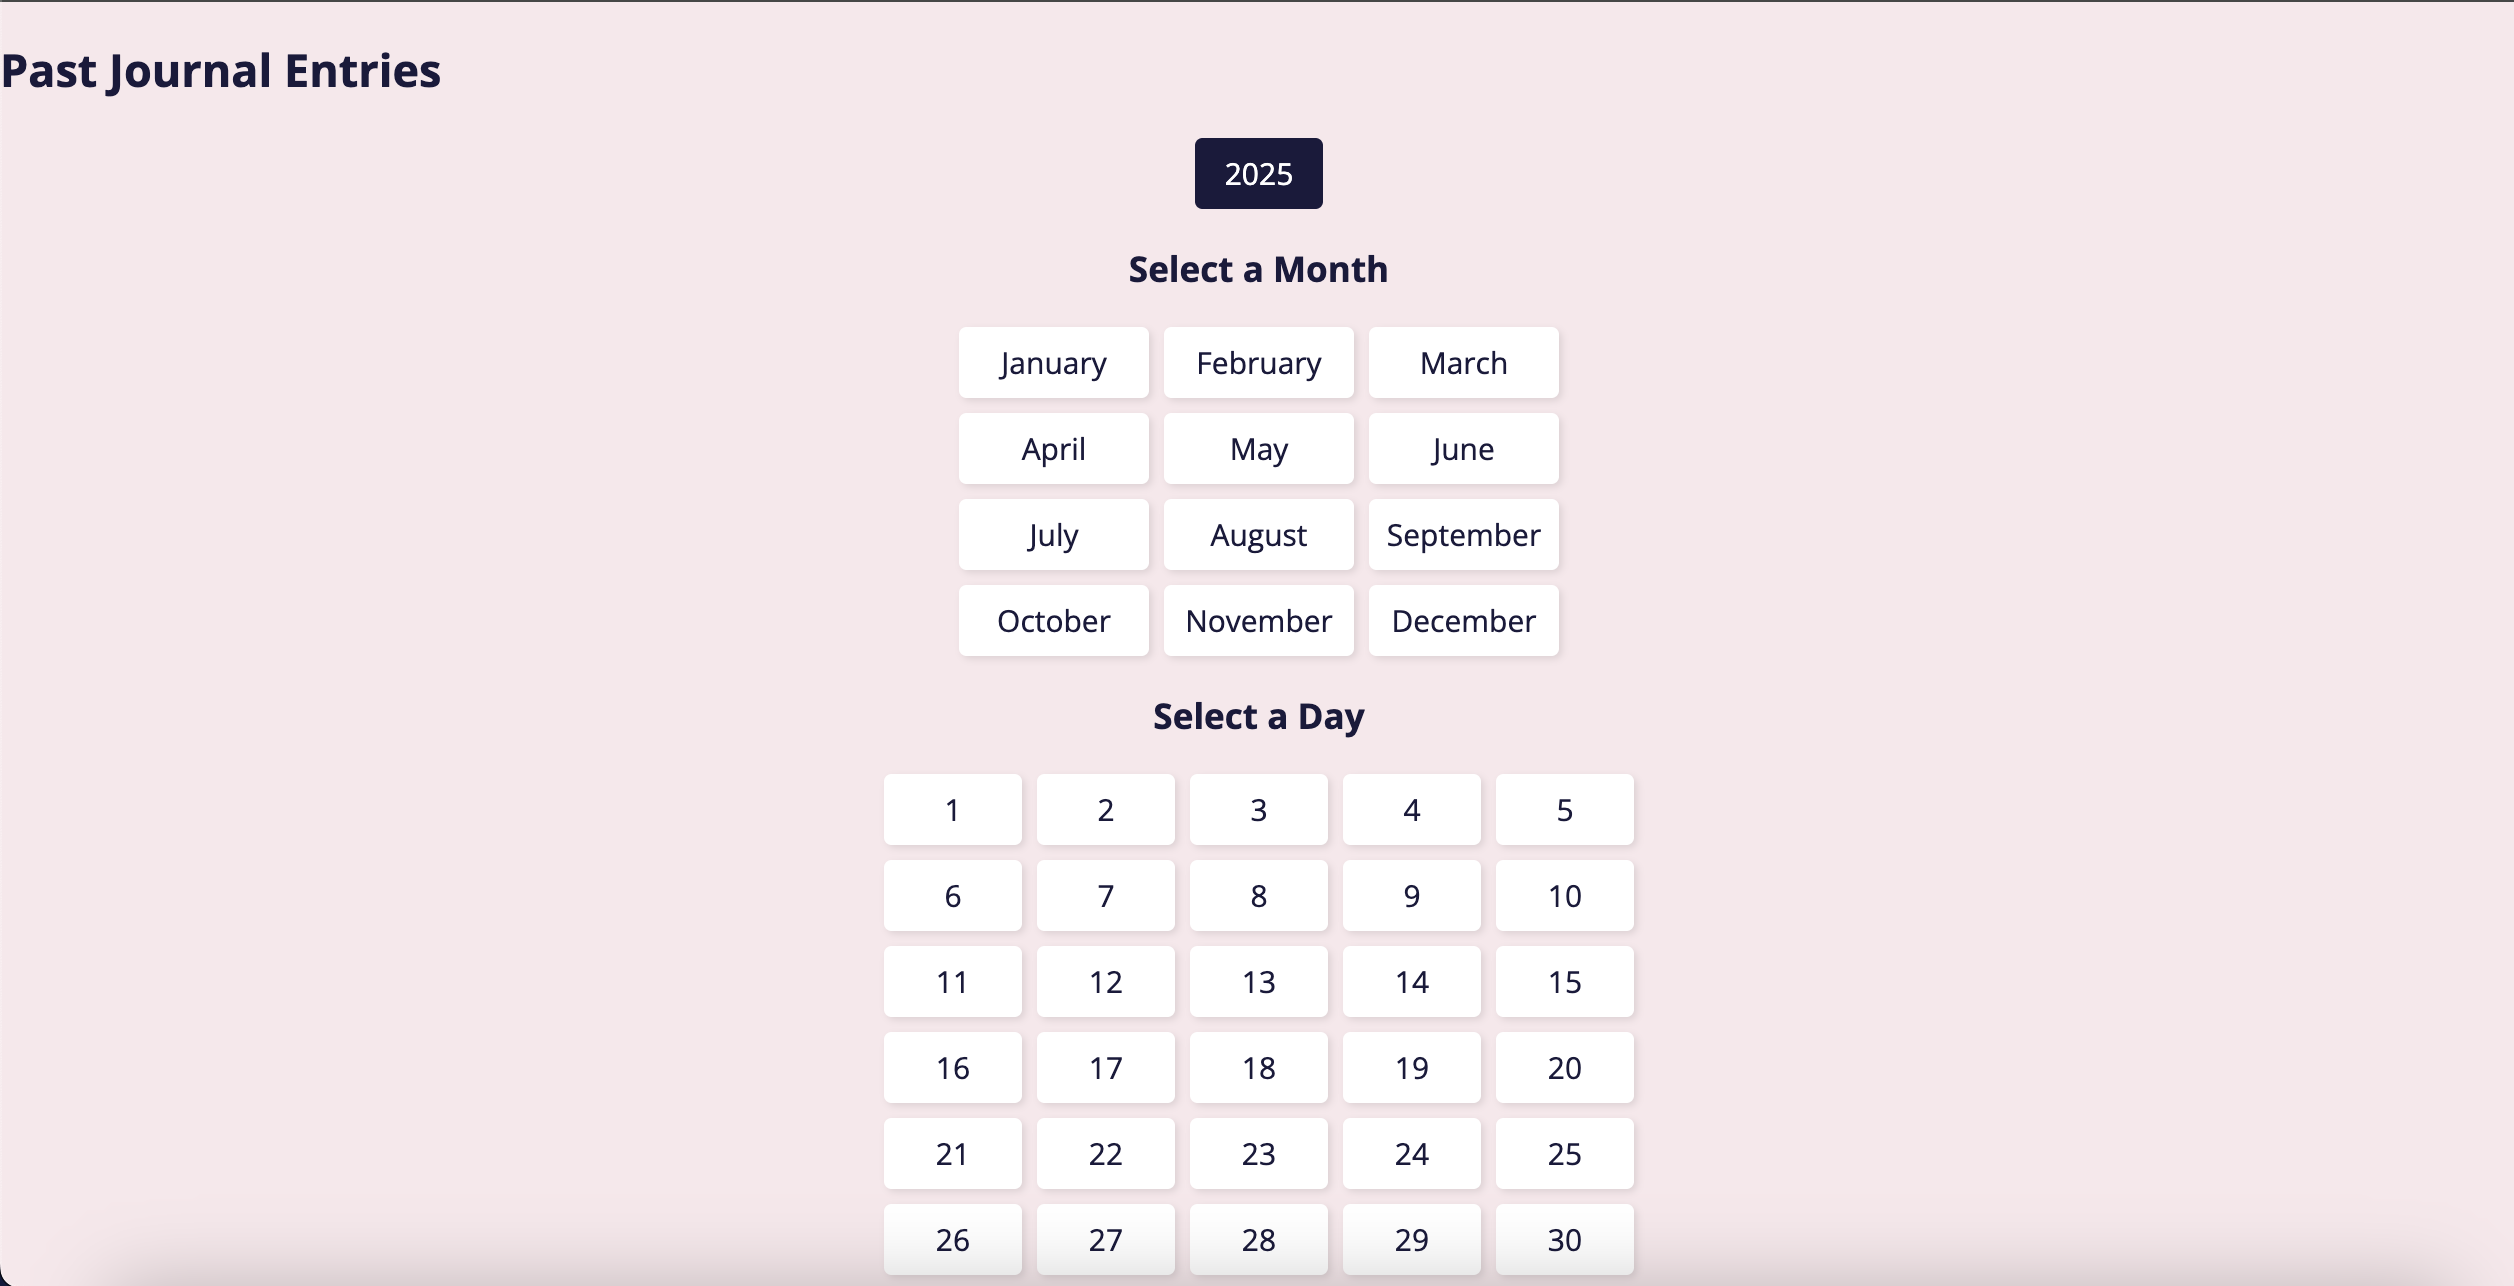 Past Journal Entries
2025
Select a Month
January February March
April May June
July August September
October November December
Select a Day
1 2 3 4 5
6 7 8 9 10
11 12 13 14 15
16 17 18 19 20
21 22 23 24 25
26 27 28 29 30